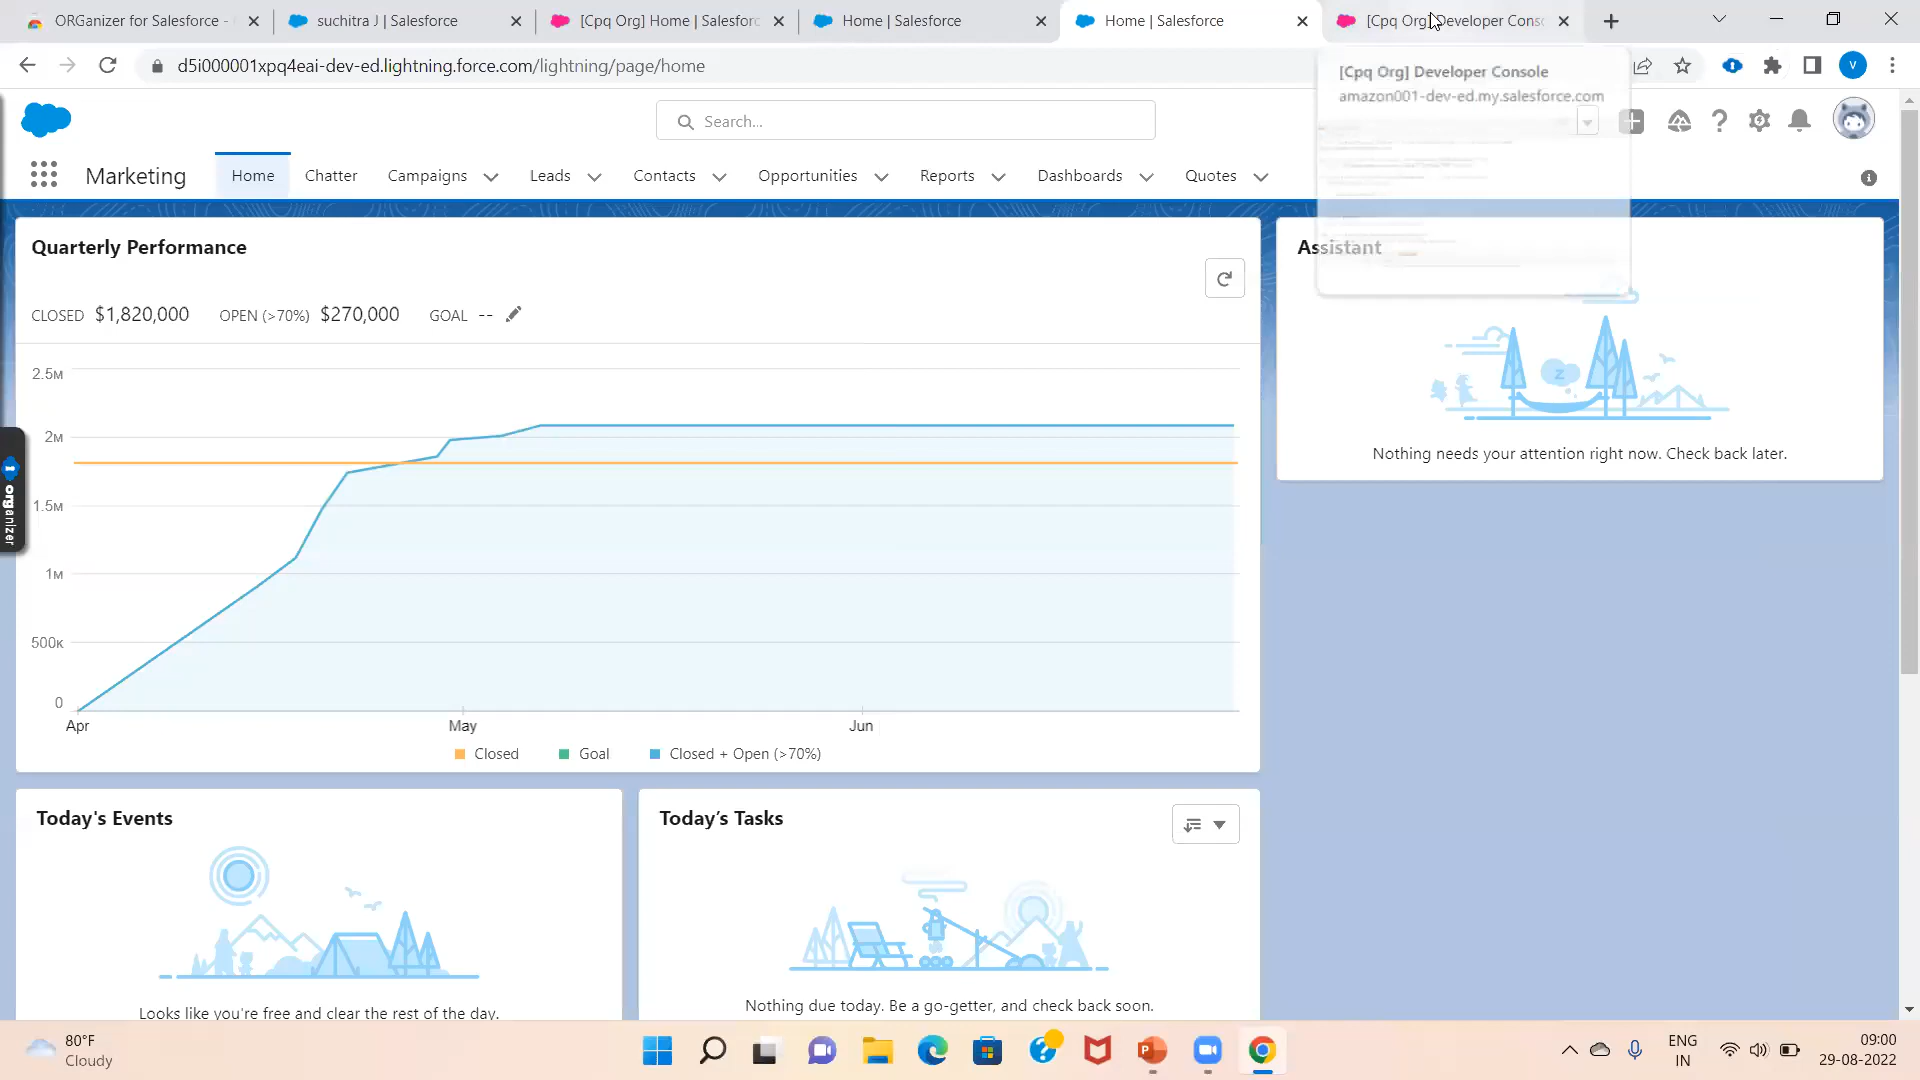 ORGanizer for Salesforce -
suchitra J | Salesforce
[Cpq Org] Home | Salesforc
Home | Salesforce
Home | Salesforce
[Cpq Org] Developer Conso
d5i000001xpq4eai-dev-ed.lightning.force.com/lightning/page/home
V
[Cpq Org] Developer Console
amazon001-dev-ed.my.salesforce.com
Search...
Marketing
Home
Chatter
Campaigns
Leads
Contacts
Opportunities
Reports
Dashboards
Quotes
Quarterly Performance
CLOSED $1,820,000 OPEN (>70%) $270,000 GOAL --
2.5M
2M
1.5M
1M
500K
0
Apr
May
Jun
Closed
Goal
Closed + Open (>70%)
organizer
Assistant
Z
Nothing needs your attention right now. Check back later.
Today's Events
Looks like you're free and clear the rest of the day.
Today's Tasks
Nothing due today. Be a go-getter, and check back soon.
80°F
Cloudy
ENG
IN
09:00
29-08-2022